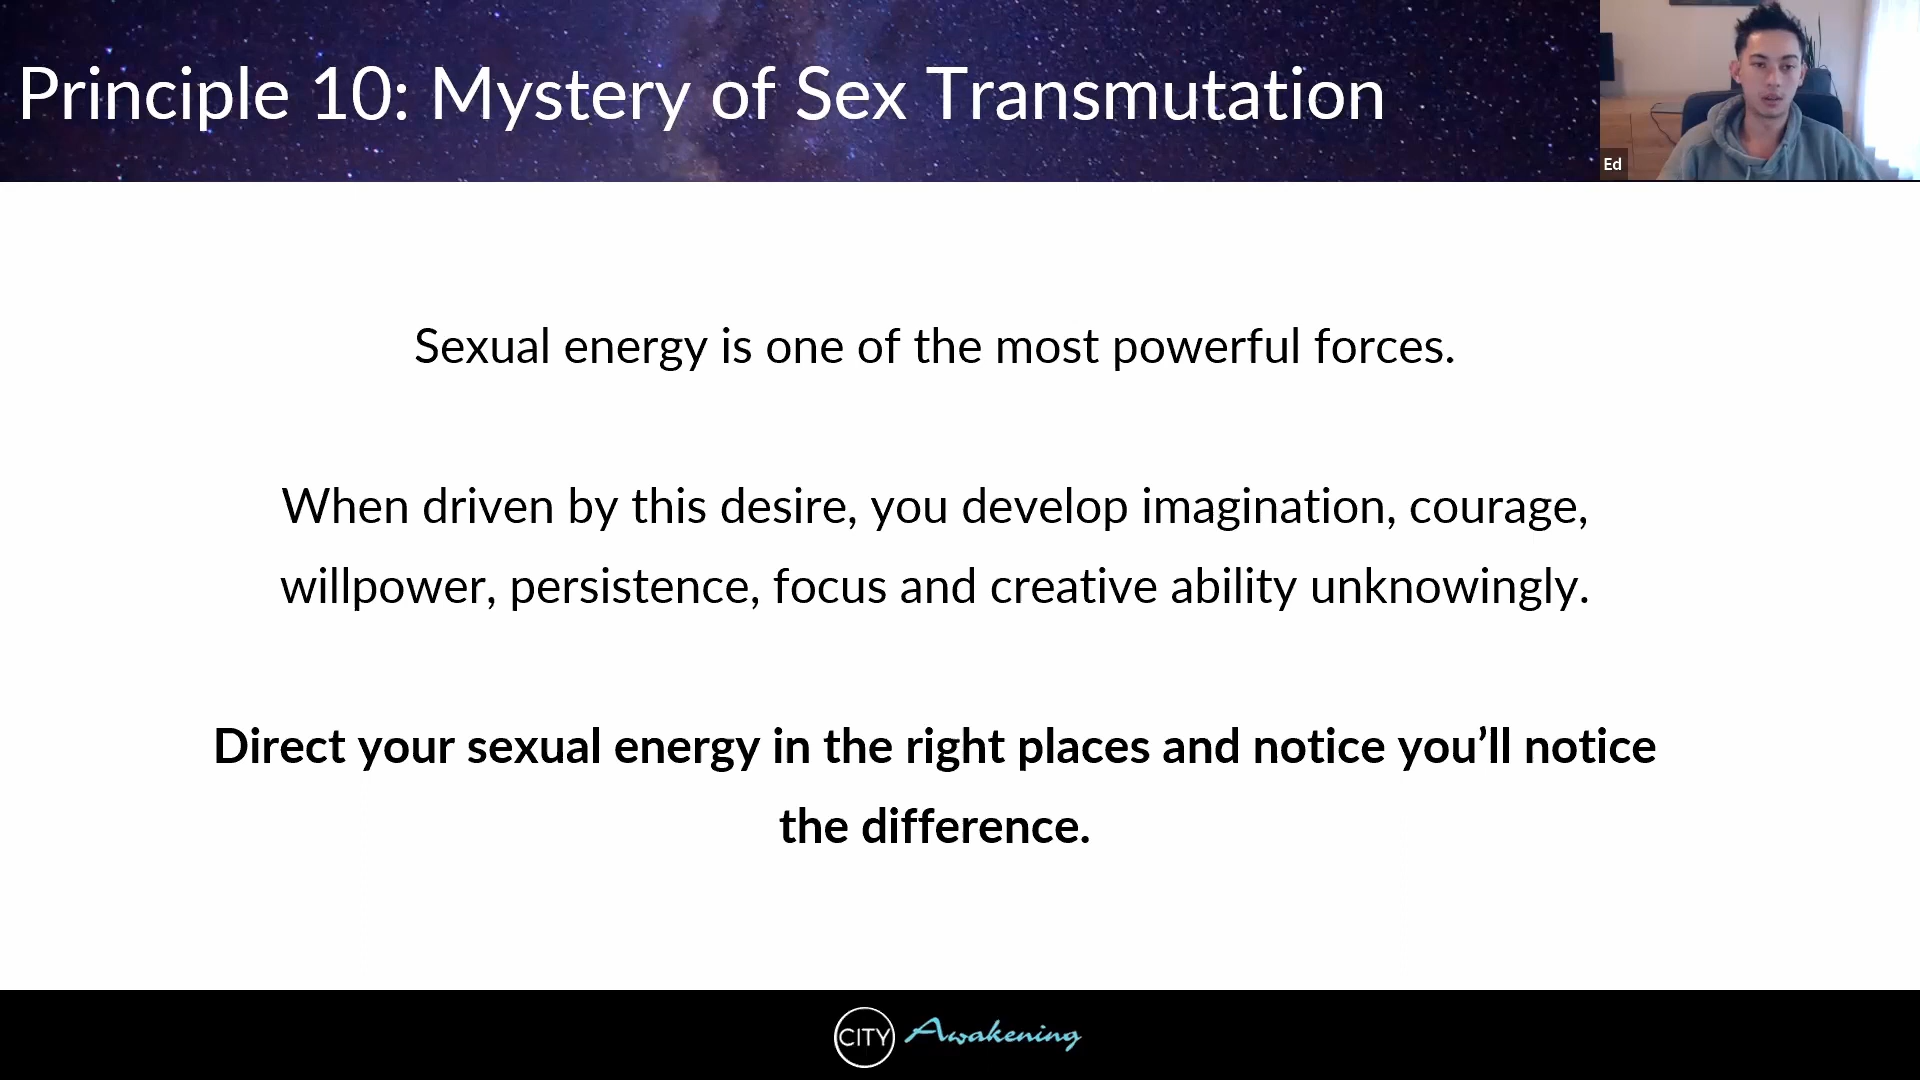 Principle 10: Mystery of Sex Transmutation
Ed
Sexual energy is one of the most powerful forces.
When driven by this desire, you develop imagination, courage,
willpower, persistence, focus and creative ability unknowingly.
Direct your sexual energy in the right places and notice you’ll notice
the difference.
CITY Awakening